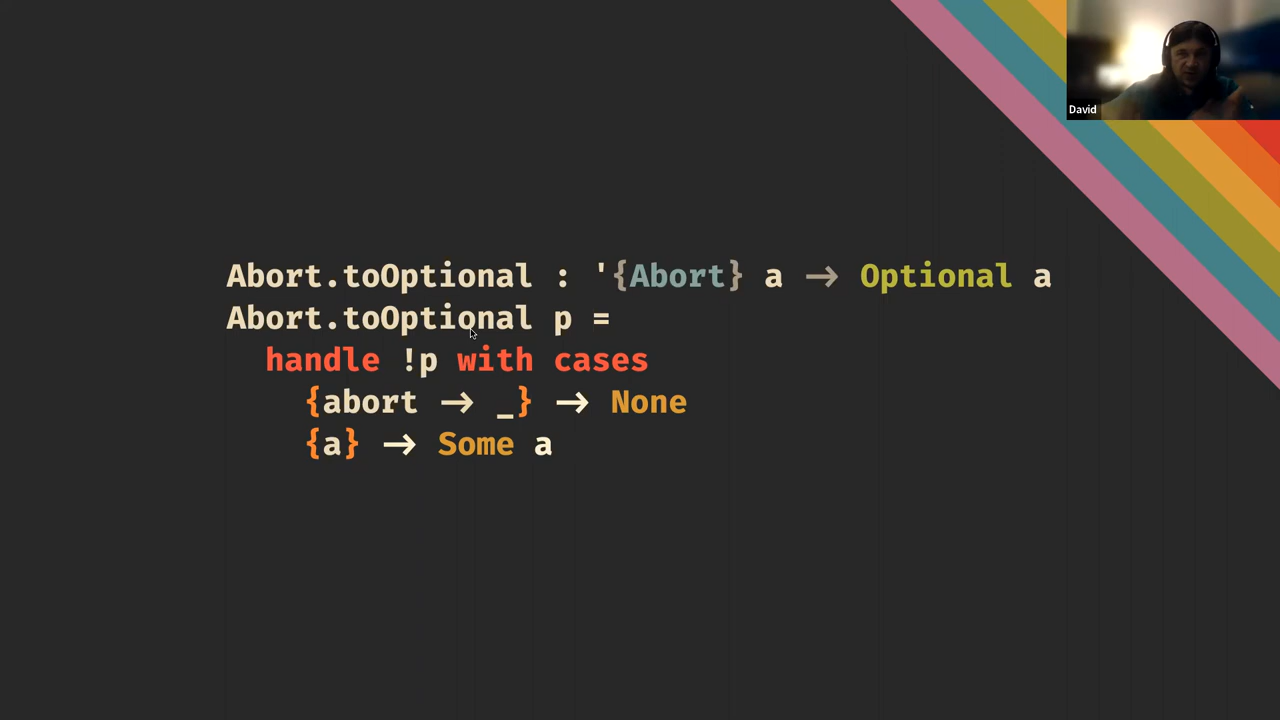 David
Abort.toOptional : '{Abort} a → Optional a
Abort.toOptional p =
  handle !p with cases
    {abort → _} → None
    {a} → Some a